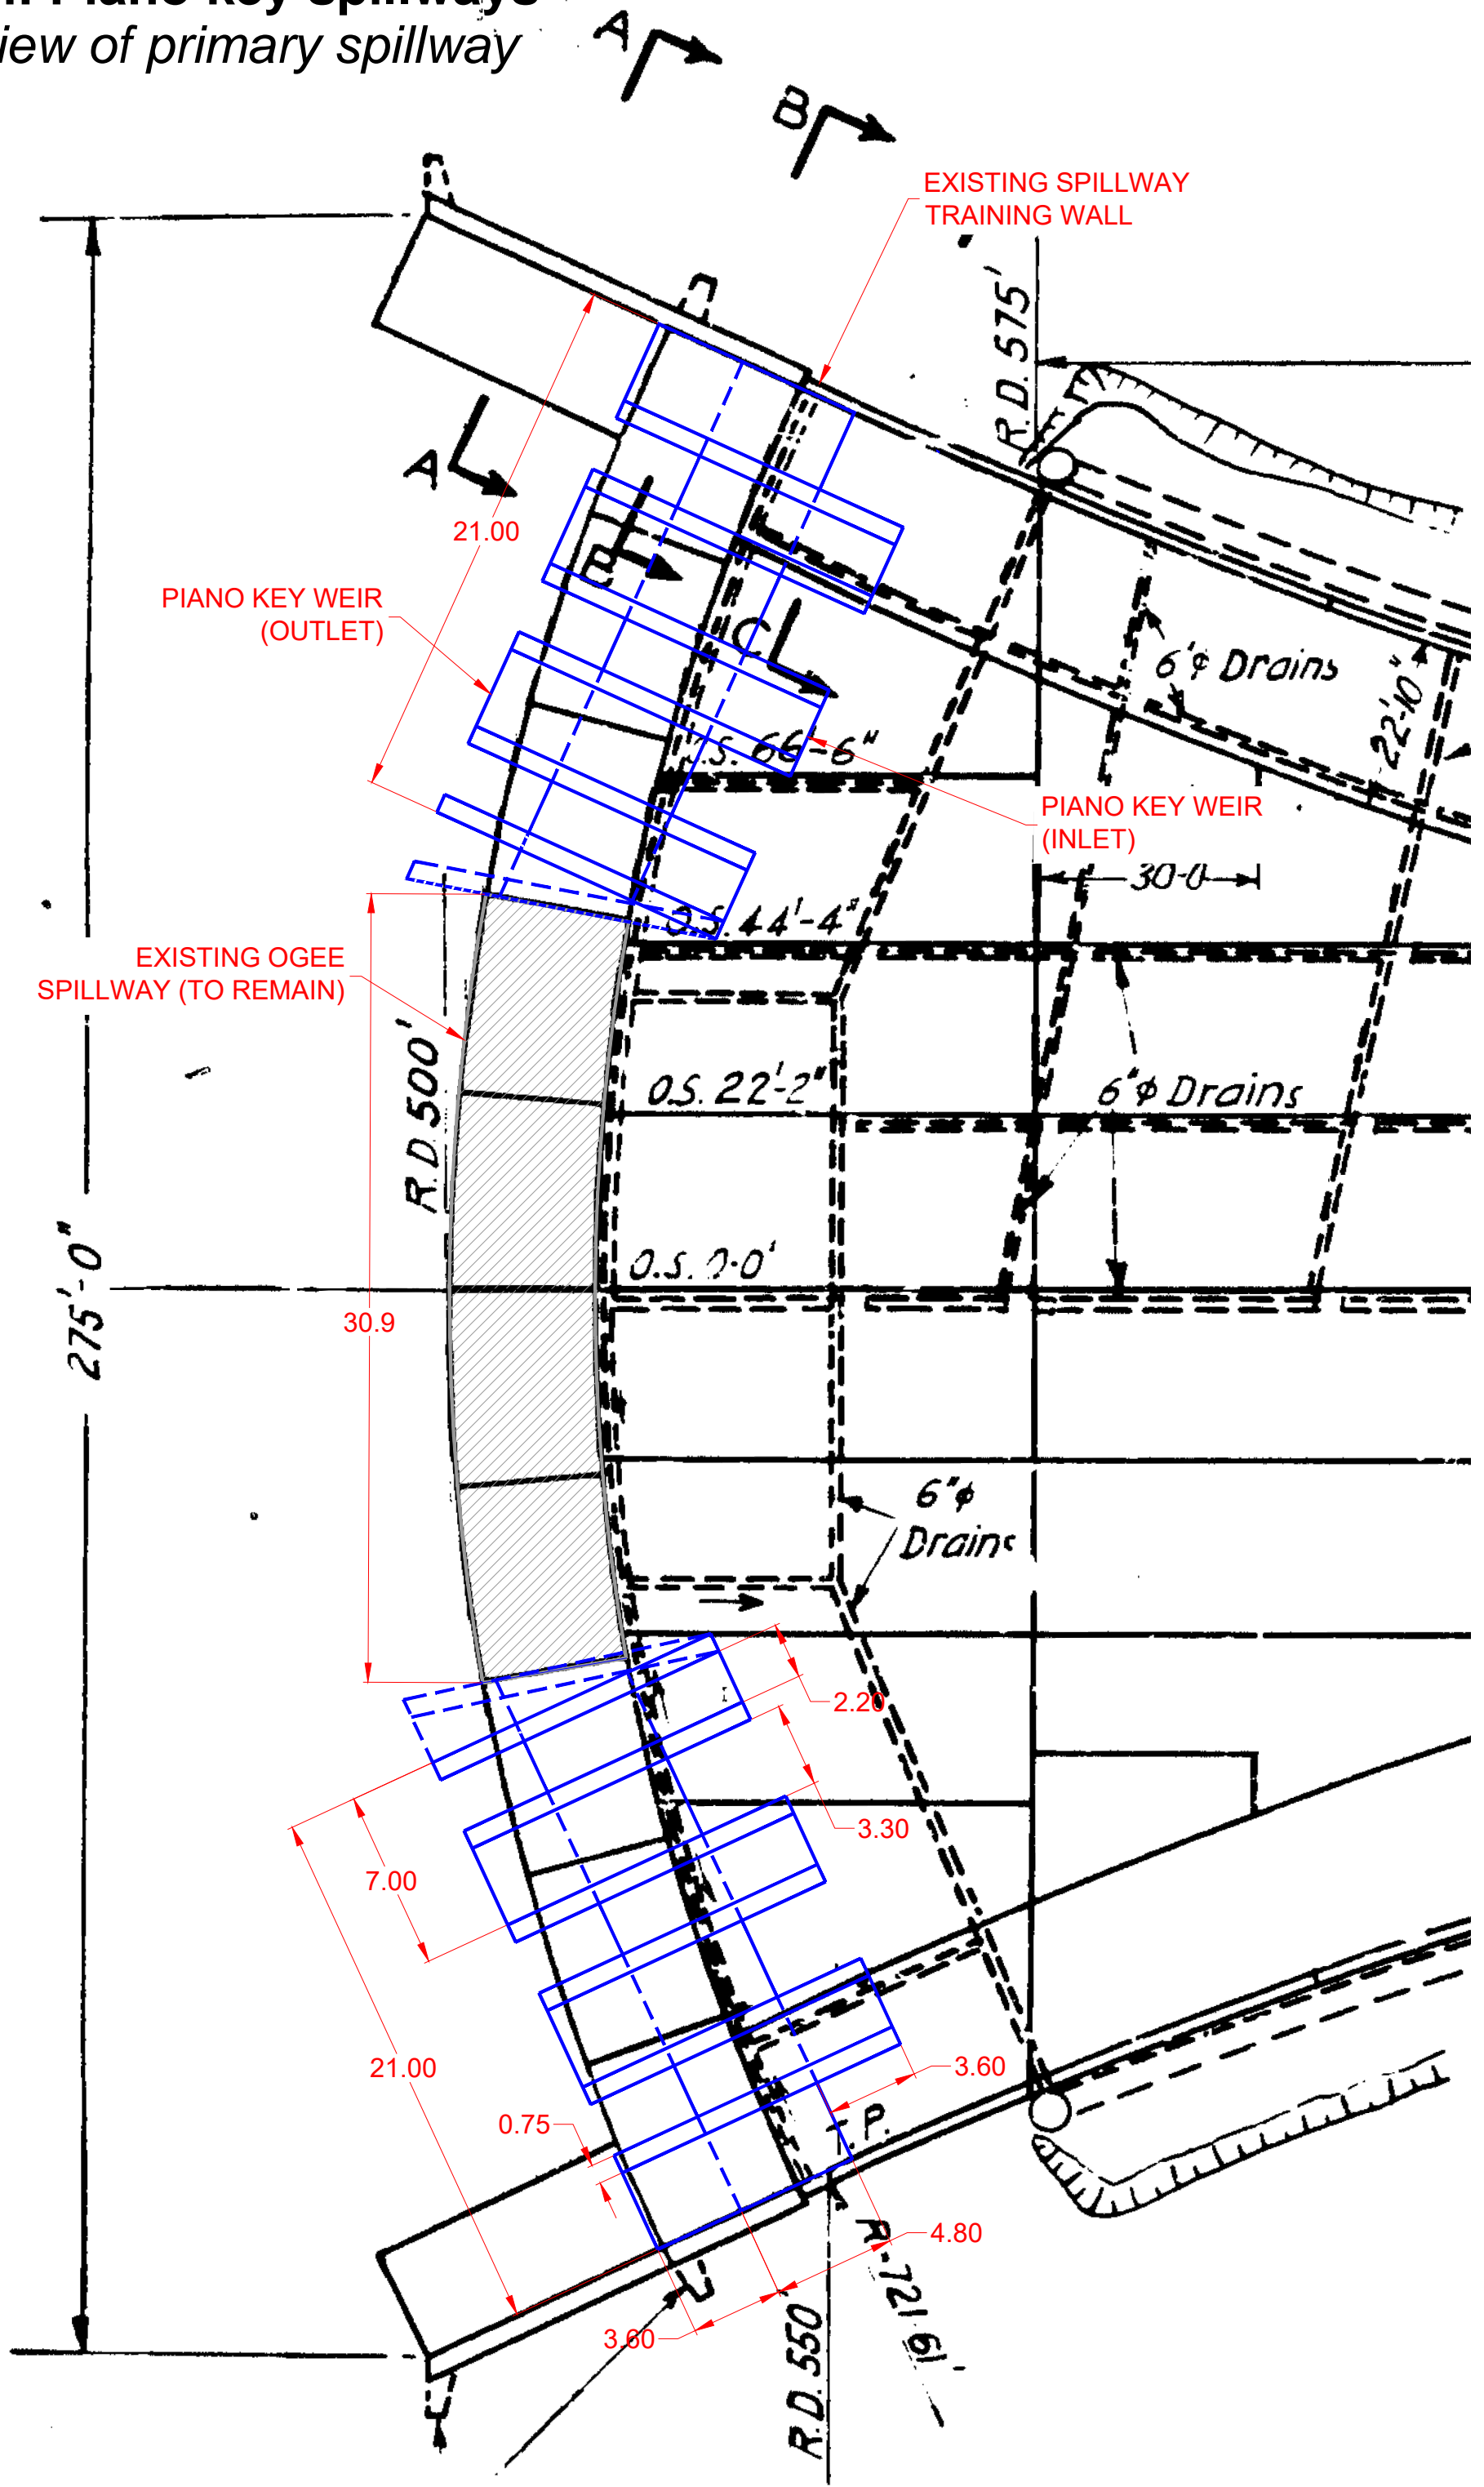 Piano key spillways
iew of primary spillway
A
B
EXISTING SPILLWAY
TRAINING WALL
R.D. 575'
A
21.00
B
PIANO KEY WEIR
(OUTLET)
C
6"ϕ Drains
22'-10"
O.S. 66'-6"
PIANO KEY WEIR
(INLET)
30-0
O.S. 44'-4"
EXISTING OGEE
SPILLWAY (TO REMAIN)
R.D. 500'
O.S. 22'-2"
6"ϕ Drains
O.S. 0-0'
275'-0"
30.9
6"ϕ
Drains
2.20
3.30
7.00
21.00
3.60
0.75
T.P.
4.80
R-721.61'
3.60
R.D. 550